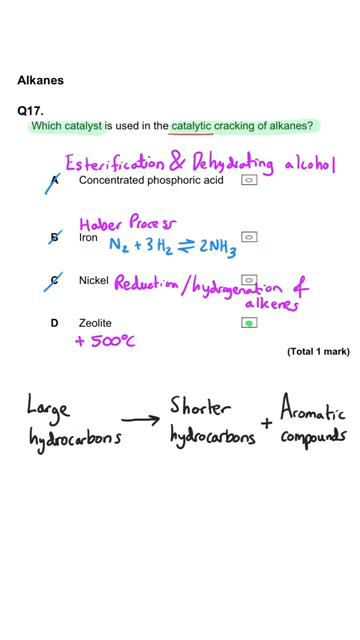 Alkanes
Q17.
Which catalyst is used in the catalytic cracking of alkanes?
Esterification & Dehydrating alcohol
A Concentrated phosphoric acid
Haber Process
B Iron N₂ + 3H₂ ⇌ 2NH₃
C Nickel Reduction/hydrogenation of
alkenes
D Zeolite
+ 500°C
(Total 1 mark)
Large hydrocarbons → Shorter hydrocarbons + Aromatic compounds